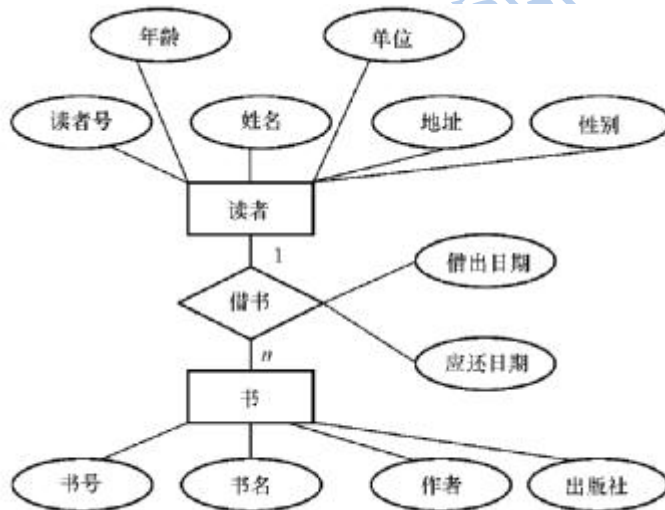 年龄 单位
读者号 姓名 地址 性别
读者
1
借出日期
借书
应还日期
n
书
书号 书名 作者 出版社